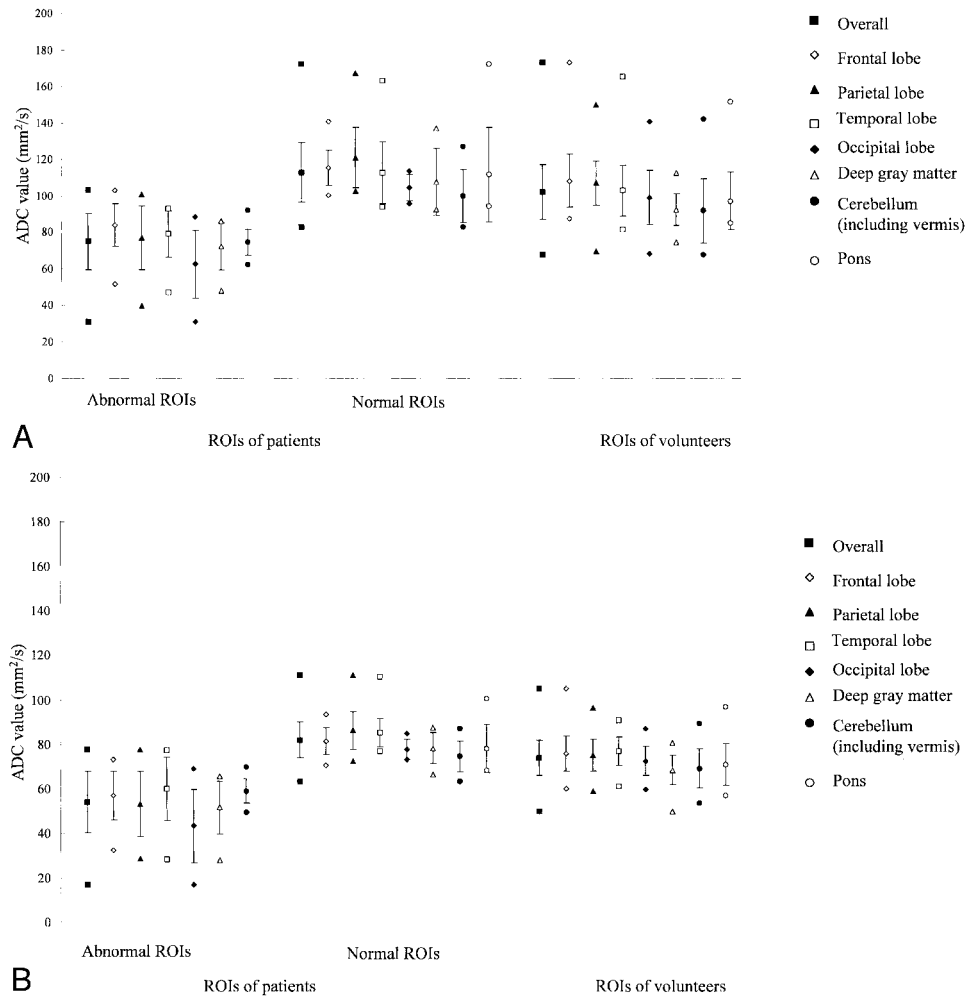 200
180
160
140
120
100
80
60
40
20
0
ADC value (mm²/s)
Abnormal ROIs
Normal ROIs
ROIs of patients
ROIs of volunteers
A
Overall
Frontal lobe
Parietal lobe
Temporal lobe
Occipital lobe
Deep gray matter
Cerebellum
(including vermis)
Pons
200
180
160
140
120
100
80
60
40
20
0
ADC value (mm²/s)
Abnormal ROIs
Normal ROIs
ROIs of patients
ROIs of volunteers
B
Overall
Frontal lobe
Parietal lobe
Temporal lobe
Occipital lobe
Deep gray matter
Cerebellum
(including vermis)
Pons